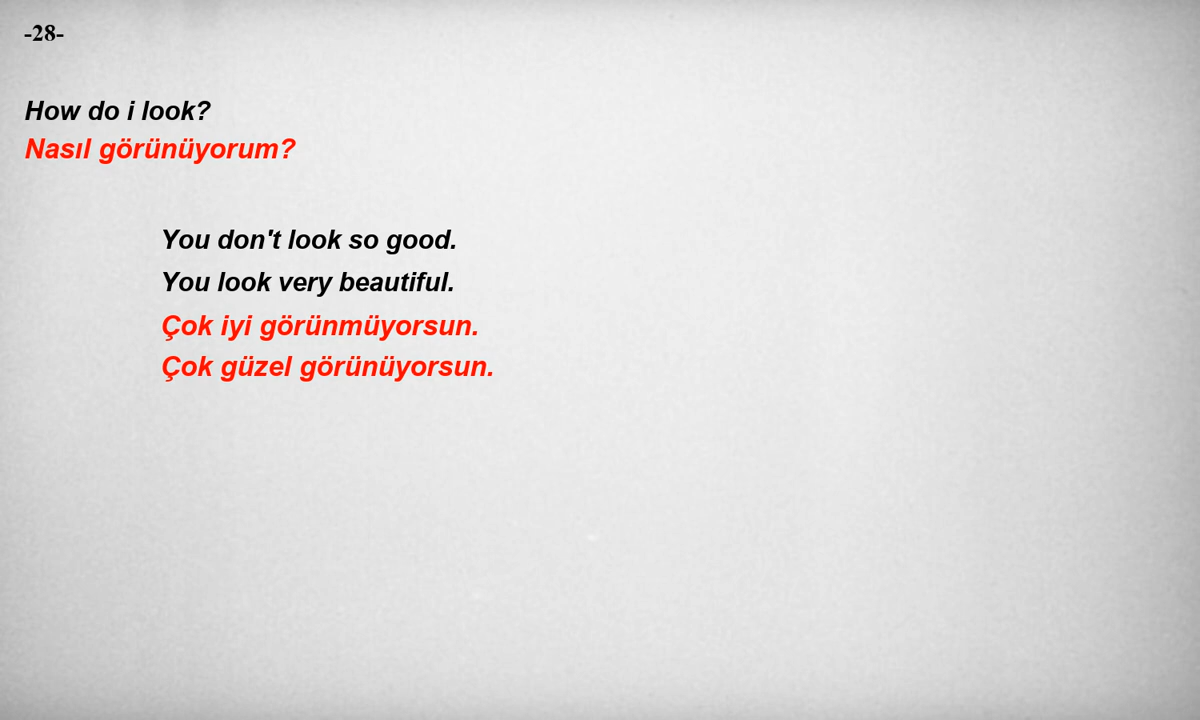 -28-
How do i look?
Nasıl görünüyorum?
You don't look so good.
You look very beautiful.
Çok iyi görünmüyorsun.
Çok güzel görünüyorsun.